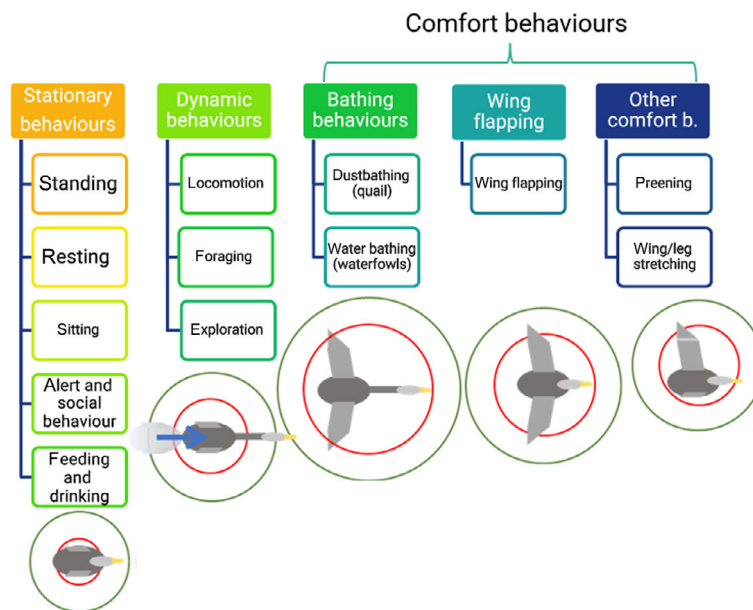 Comfort behaviours
Stationary
behaviours
Dynamic
behaviours
Bathing
behaviours
Wing
flapping
Other
comfort b.
Standing
Resting
Sitting
Alert and
social
behaviour
Feeding
and
drinking
Locomotion
Foraging
Exploration
Dustbathing
(quail)
Water bathing
(waterfowls)
Wing flapping
Preening
Wing/leg
stretching